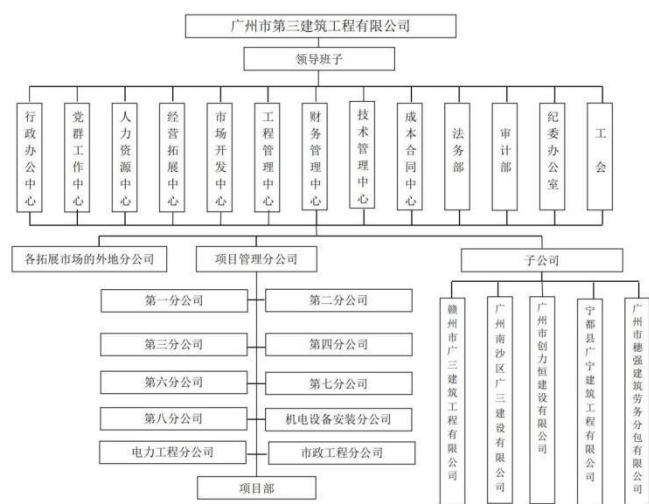 广州市第三建筑工程有限公司
领导班子
行政办公中心
党群工作中心
人力资源中心
经营拓展中心
市场开发中心
工程管理中心
财务管理中心
技术管理中心
成本合同中心
法务部
审计部
纪委办公室
工会
各拓展市场的外地分公司
项目管理分公司
子公司
第一分公司
第二分公司
第三分公司
第四分公司
第六分公司
第七分公司
第八分公司
机电设备安装分公司
电力工程分公司
市政工程分公司
项目部
赣州市广三建筑工程有限公司
广州南沙区广三建设有限公司
广州市创力恒建设有限公司
宁都县广宁建筑工程有限公司
广州市穗强建筑劳务分包有限公司